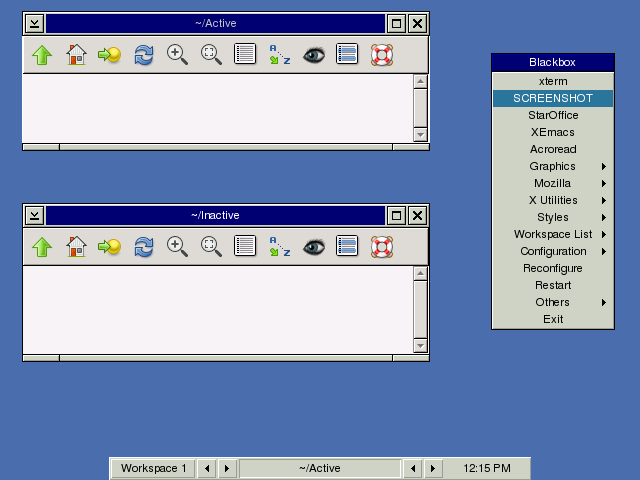 ~/Active
A
Z
~/Inactive
A
Z
Blackbox
xterm
SCREENSHOT
StarOffice
XEmacs
Acroread
Graphics
Mozilla
X Utilities
Styles
Workspace List
Configuration
Reconfigure
Restart
Others
Exit
Workspace 1
~/Active
12:15 PM